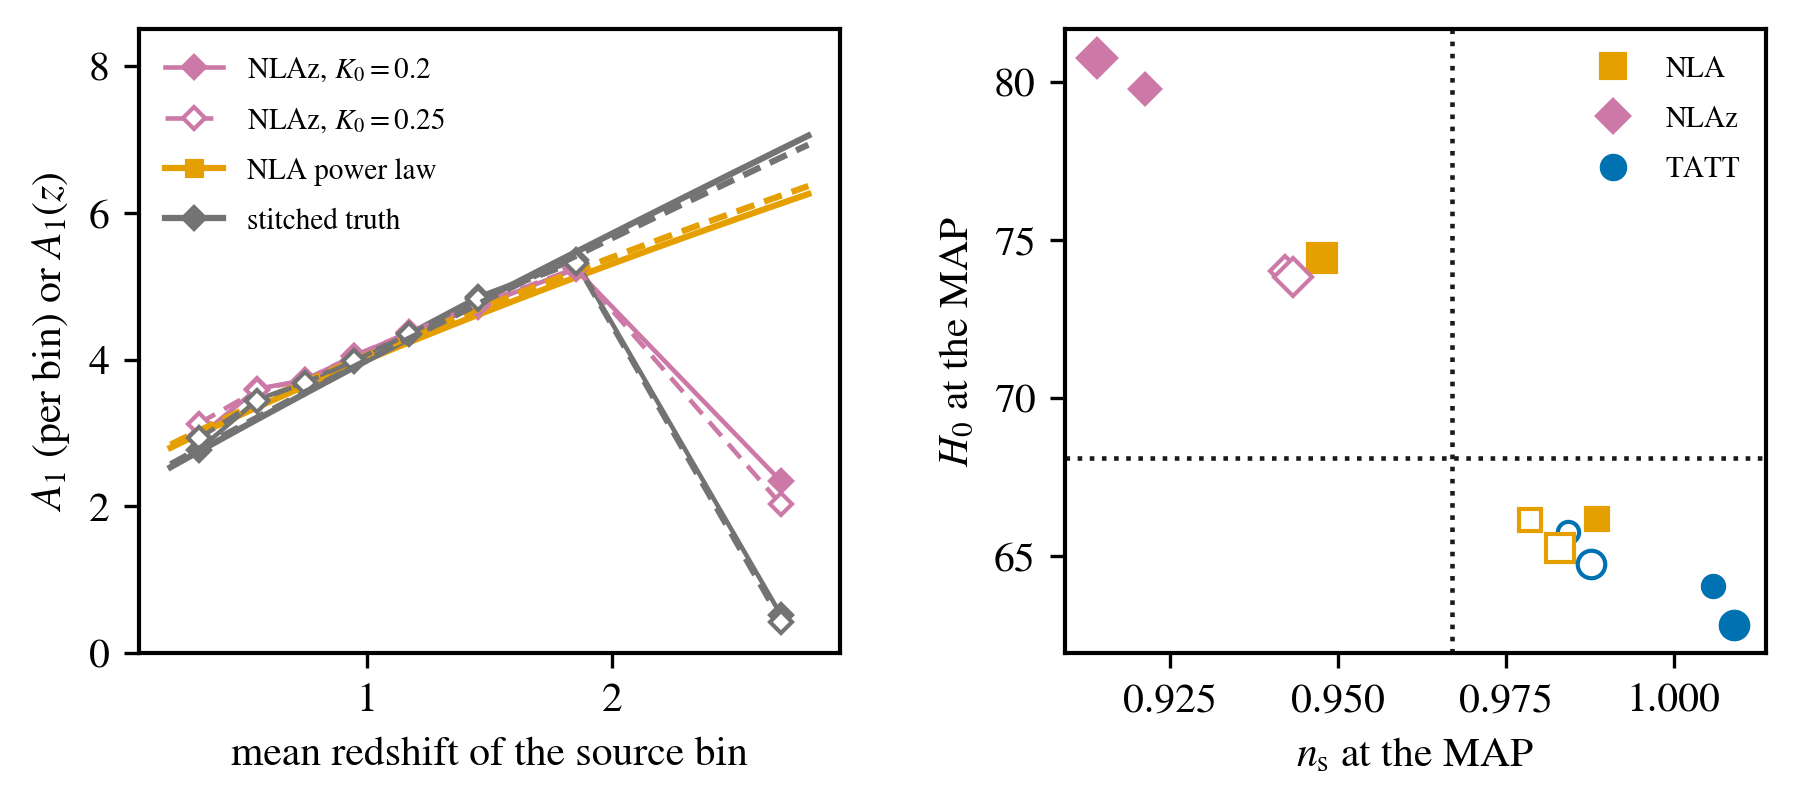 8
6
4
2
0
1
2
A₁ (per bin) or A₁(z)
mean redshift of the source bin
NLAz, K₀ = 0.2
NLAz, K₀ = 0.25
NLA power law
stitched truth
80
75
70
65
0.925
0.950
0.975
1.000
H₀ at the MAP
nₛ at the MAP
NLA
NLAz
TATT